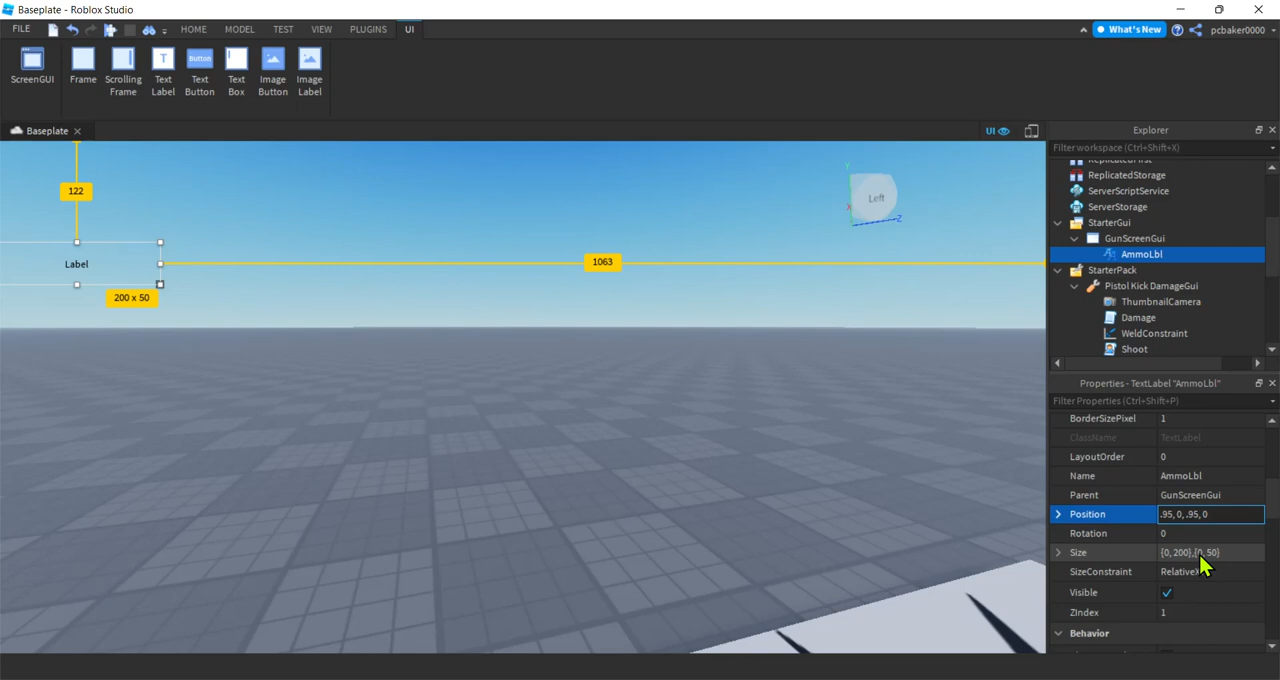 Baseplate - Roblox Studio
FILE HOME MODEL TEST VIEW PLUGINS UI What's New pcbaker0000
ScreenGUI Frame Scrolling Frame Text Label Button Text Button Text Box Image Button Image Label
Baseplate UI
122
Label
200 x 50
1063
Left
Y
X
Z
Explorer
Filter workspace (Ctrl+Shift+X)
ReplicatedFirst
ReplicatedStorage
ServerScriptService
ServerStorage
StarterGui
GunScreenGui
AmmoLbl
StarterPack
Pistol Kick DamageGui
ThumbnailCamera
Damage
WeldConstraint
Shoot
Properties - TextLabel "AmmoLbl"
Filter Properties (Ctrl+Shift+P)
BorderSizePixel 1
ClassName TextLabel
LayoutOrder 0
Name AmmoLbl
Parent GunScreenGui
Position .95, 0, .95, 0
Rotation 0
Size {0, 200},{0, 50}
SizeConstraint
Visible
ZIndex 1
Behavior